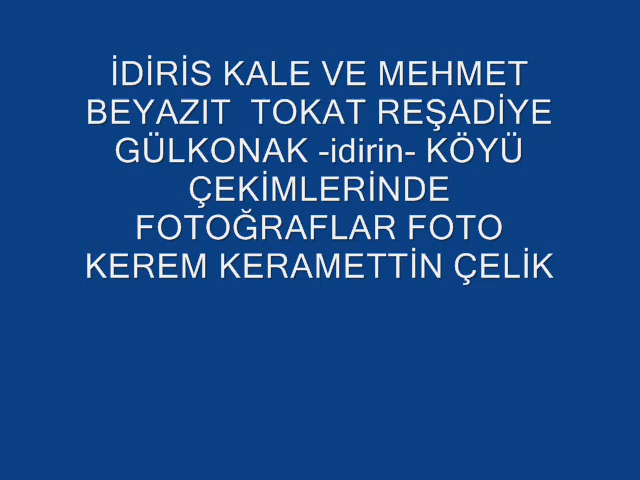 İDİRİS KALE VE MEHMET
BEYAZIT  TOKAT REŞADİYE
GÜLKONAK -idirin- KÖYÜ
ÇEKİMLERİNDE
FOTOĞRAFLAR FOTO
KEREM KERAMETTİN ÇELİK